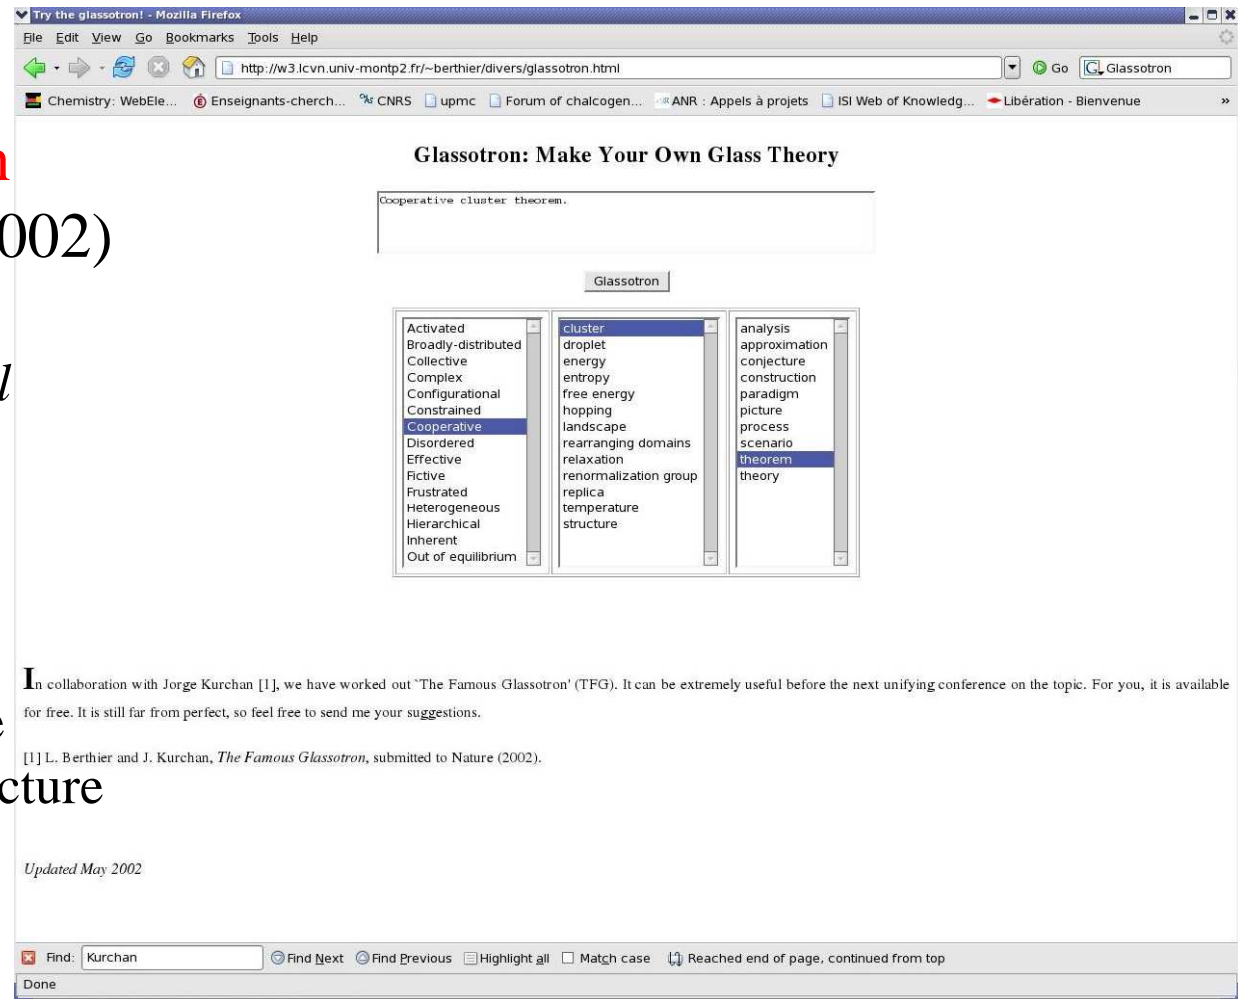 Try the glassotron! - Mozilla Firefox
File Edit View Go Bookmarks Tools Help
http://w3.lcvn.univ-montp2.fr/~berthier/divers/glassotron.html Go Glassotron
Chemistry: WebEle... Enseignants-cherch... CNRS upmc Forum of chalcogen... ANR : Appels à projets ISI Web of Knowledg... Libération - Bienvenue »
Glassotron: Make Your Own Glass Theory
n
002)
l
e
cture
Cooperative cluster theorem.
Glassotron
Activated
Broadly-distributed
Collective
Complex
Configurational
Constrained
Cooperative
Disordered
Effective
Fictive
Frustrated
Heterogeneous
Hierarchical
Inherent
Out of equilibrium
cluster
droplet
energy
entropy
free energy
hopping
landscape
rearranging domains
relaxation
renormalization group
replica
temperature
structure
analysis
approximation
conjecture
construction
paradigm
picture
process
scenario
theorem
theory
In collaboration with Jorge Kurchan [1], we have worked out `The Famous Glassotron' (TFG). It can be extremely useful before the next unifying conference on the topic. For you, it is available
for free. It is still far from perfect, so feel free to send me your suggestions.
[1] L. Berthier and J. Kurchan, The Famous Glassotron, submitted to Nature (2002).
Updated May 2002
Find: Kurchan Find Next Find Previous Highlight all Match case Reached end of page, continued from top
Done